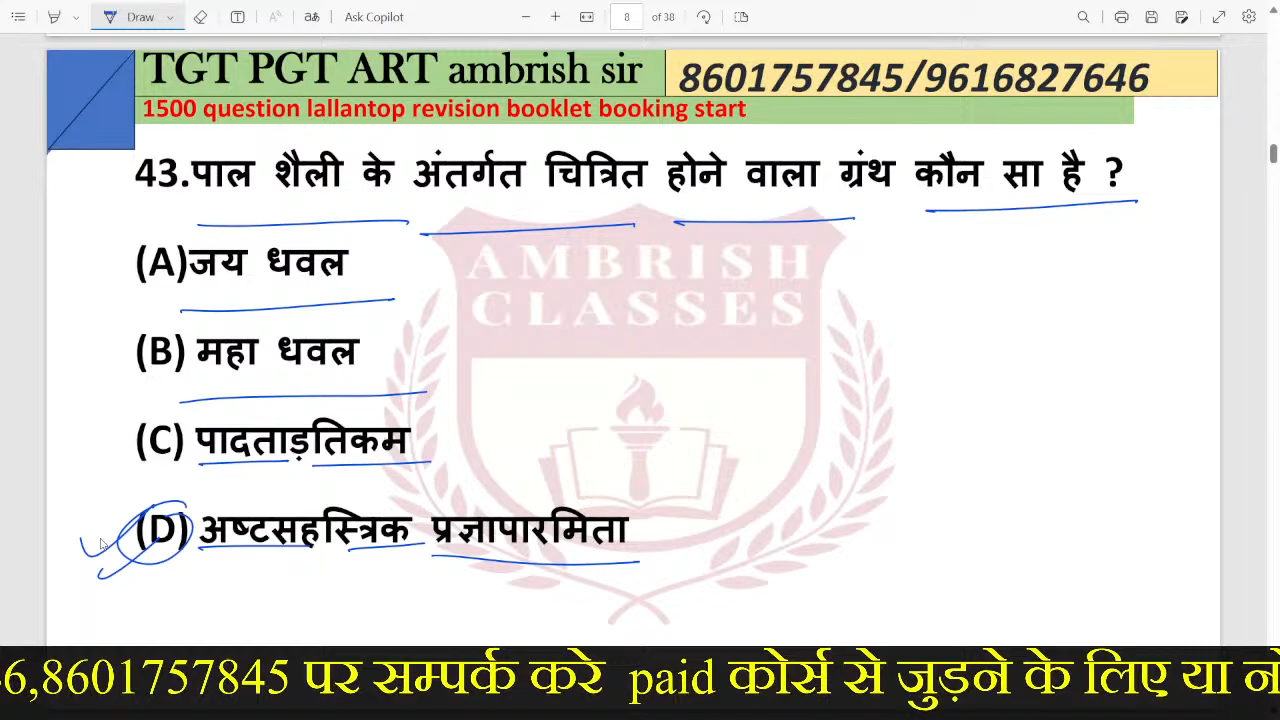 Draw
Ask Copilot
8 of 38
TGT PGT ART ambrish sir
8601757845/9616827646
1500 question lallantop revision booklet booking start
43.पाल शैली के अंतर्गत चित्रित होने वाला ग्रंथ कौन सा है ?
AMBRISH
CLASSES
(A)जय धवल
(B) महा धवल
(C) पादताड़तिकम
(D) अष्टसहस्त्रिक प्रज्ञापारमिता
46,8601757845 पर सम्पर्क करे paid कोर्स से जुड़ने के लिए या नो